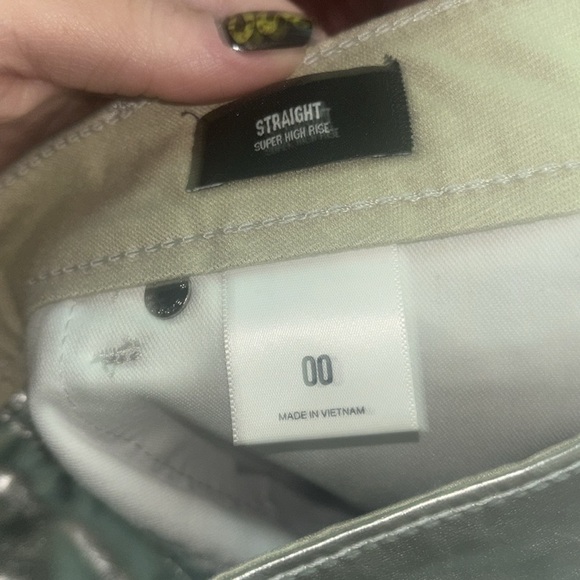 STRAIGHT
SUPER HIGH RISE
00
MADE IN VIETNAM